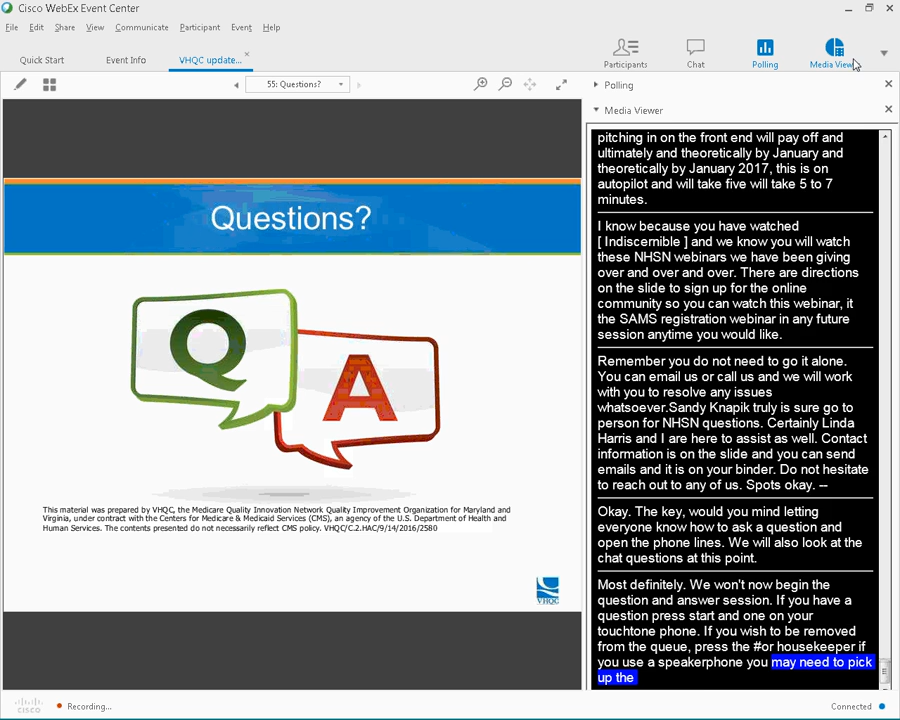 Cisco WebEx Event Center
File Edit Share View Communicate Participant Event Help
Quick Start Event Info VHQC update...
Participants Chat Polling Media View
55: Questions?
Polling
Media Viewer
Questions?
Q
A
This material was prepared by VHQC, the Medicare Quality Innovation Network Quality Improvement Organization for Maryland and
Virginia, under contract with the Centers for Medicare & Medicaid Services (CMS), an agency of the U.S. Department of Health and
Human Services. The contents presented do not necessarily reflect CMS policy. VHQC/C.2.HAC/9/14/2016/2580
VHQC
pitching in on the front end will pay off and
ultimately and theoretically by January and
theoretically by January 2017, this is on
autopilot and will take five will take 5 to 7
minutes.
I know because you have watched
[ Indiscernible ] and we know you will watch
these NHSN webinars we have been giving
over and over and over. There are directions
on the slide to sign up for the online
community so you can watch this webinar, it
the SAMS registration webinar in any future
session anytime you would like.
Remember you do not need to go it alone.
You can email us or call us and we will work
with you to resolve any issues
whatsoever.Sandy Knapik truly is sure go to
person for NHSN questions. Certainly Linda
Harris and I are here to assist as well. Contact
information is on the slide and you can send
emails and it is on your binder. Do not hesitate
to reach out to any of us. Spots okay. --
Okay. The key, would you mind letting
everyone know how to ask a question and
open the phone lines. We will also look at the
chat questions at this point.
Most definitely. We won't now begin the
question and answer session. If you have a
question press start and one on your
touchtone phone. If you wish to be removed
from the queue, press the #or housekeeper if
you use a speakerphone you may need to pick
up the
cisco Recording... Connected